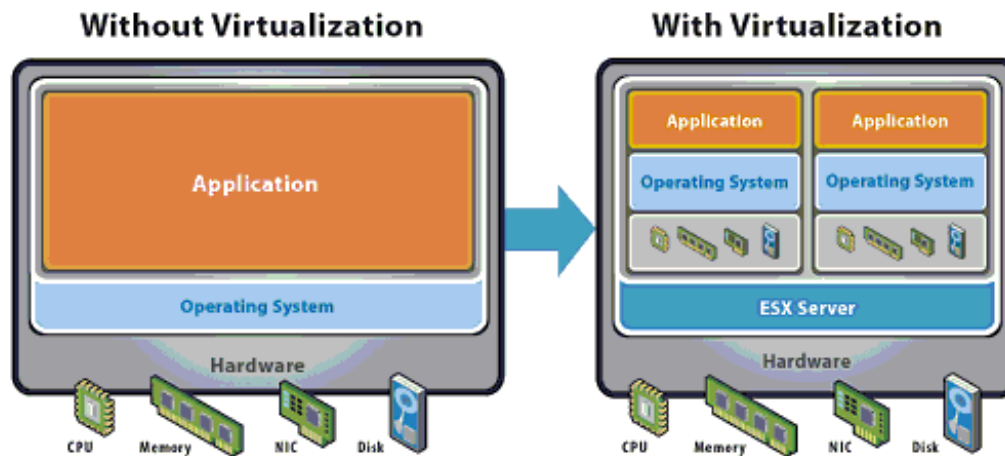 Without Virtualization
Application
Operating System
Hardware
CPU Memory NIC Disk
With Virtualization
Application Application
Operating System Operating System
ESX Server
Hardware
CPU Memory NIC Disk